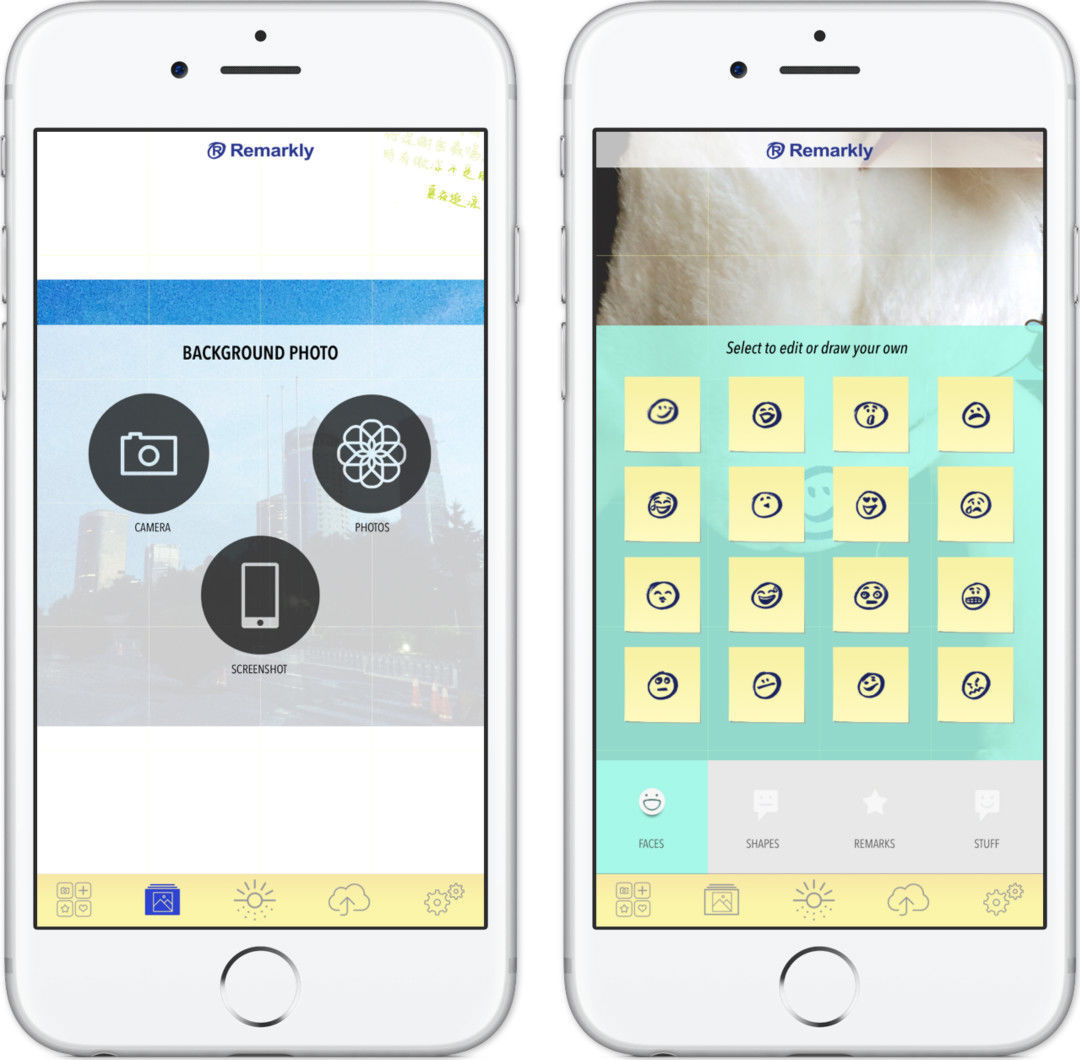 Remarkly
BACKGROUND PHOTO
CAMERA
PHOTOS
SCREENSHOT
Remarkly
Select to edit or draw your own
FACES
SHAPES
REMARKS
STUFF